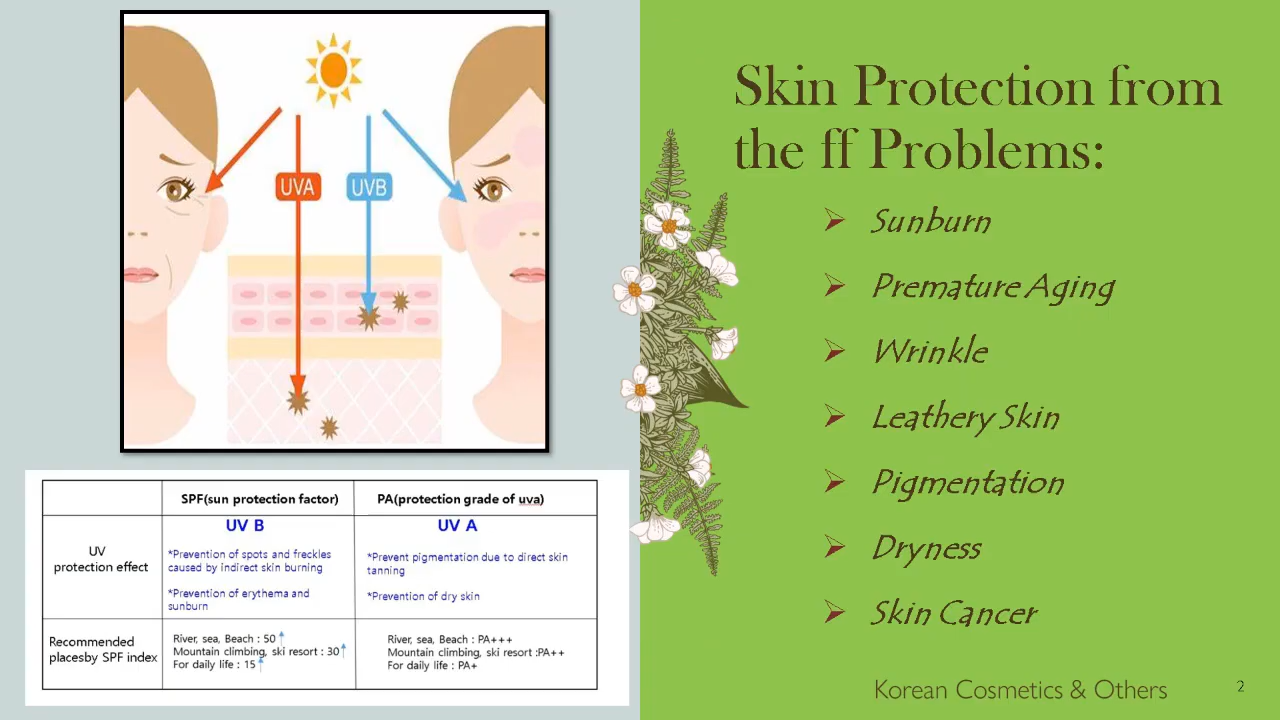 UVA
UVB
SPF(sun protection factor)
PA(protection grade of uva)
UV
protection effect
UV B
*Prevention of spots and freckles
caused by indirect skin burning
*Prevention of erythema and
sunburn
UV A
*Prevent pigmentation due to direct skin
tanning
*Prevention of dry skin
Recommended
placesby SPF index
River, sea, Beach : 50
Mountain climbing, ski resort : 30
For daily life : 15
River, sea, Beach : PA+++
Mountain climbing, ski resort :PA++
For daily life : PA+
Skin Protection from
the ff Problems:
Sunburn
Premature Aging
Wrinkle
Leathery Skin
Pigmentation
Dryness
Skin Cancer
Korean Cosmetics & Others
2